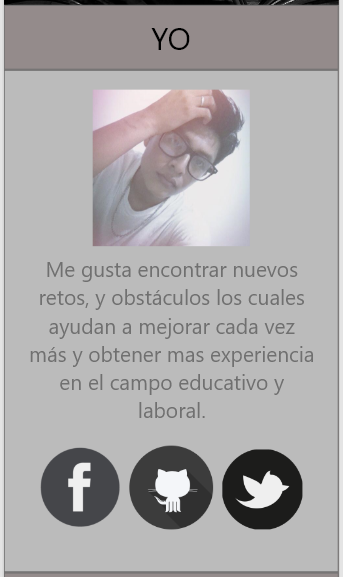 YO
Me gusta encontrar nuevos
retos, y obstáculos los cuales
ayudan a mejorar cada vez
más y obtener mas experiencia
en el campo educativo y
laboral.